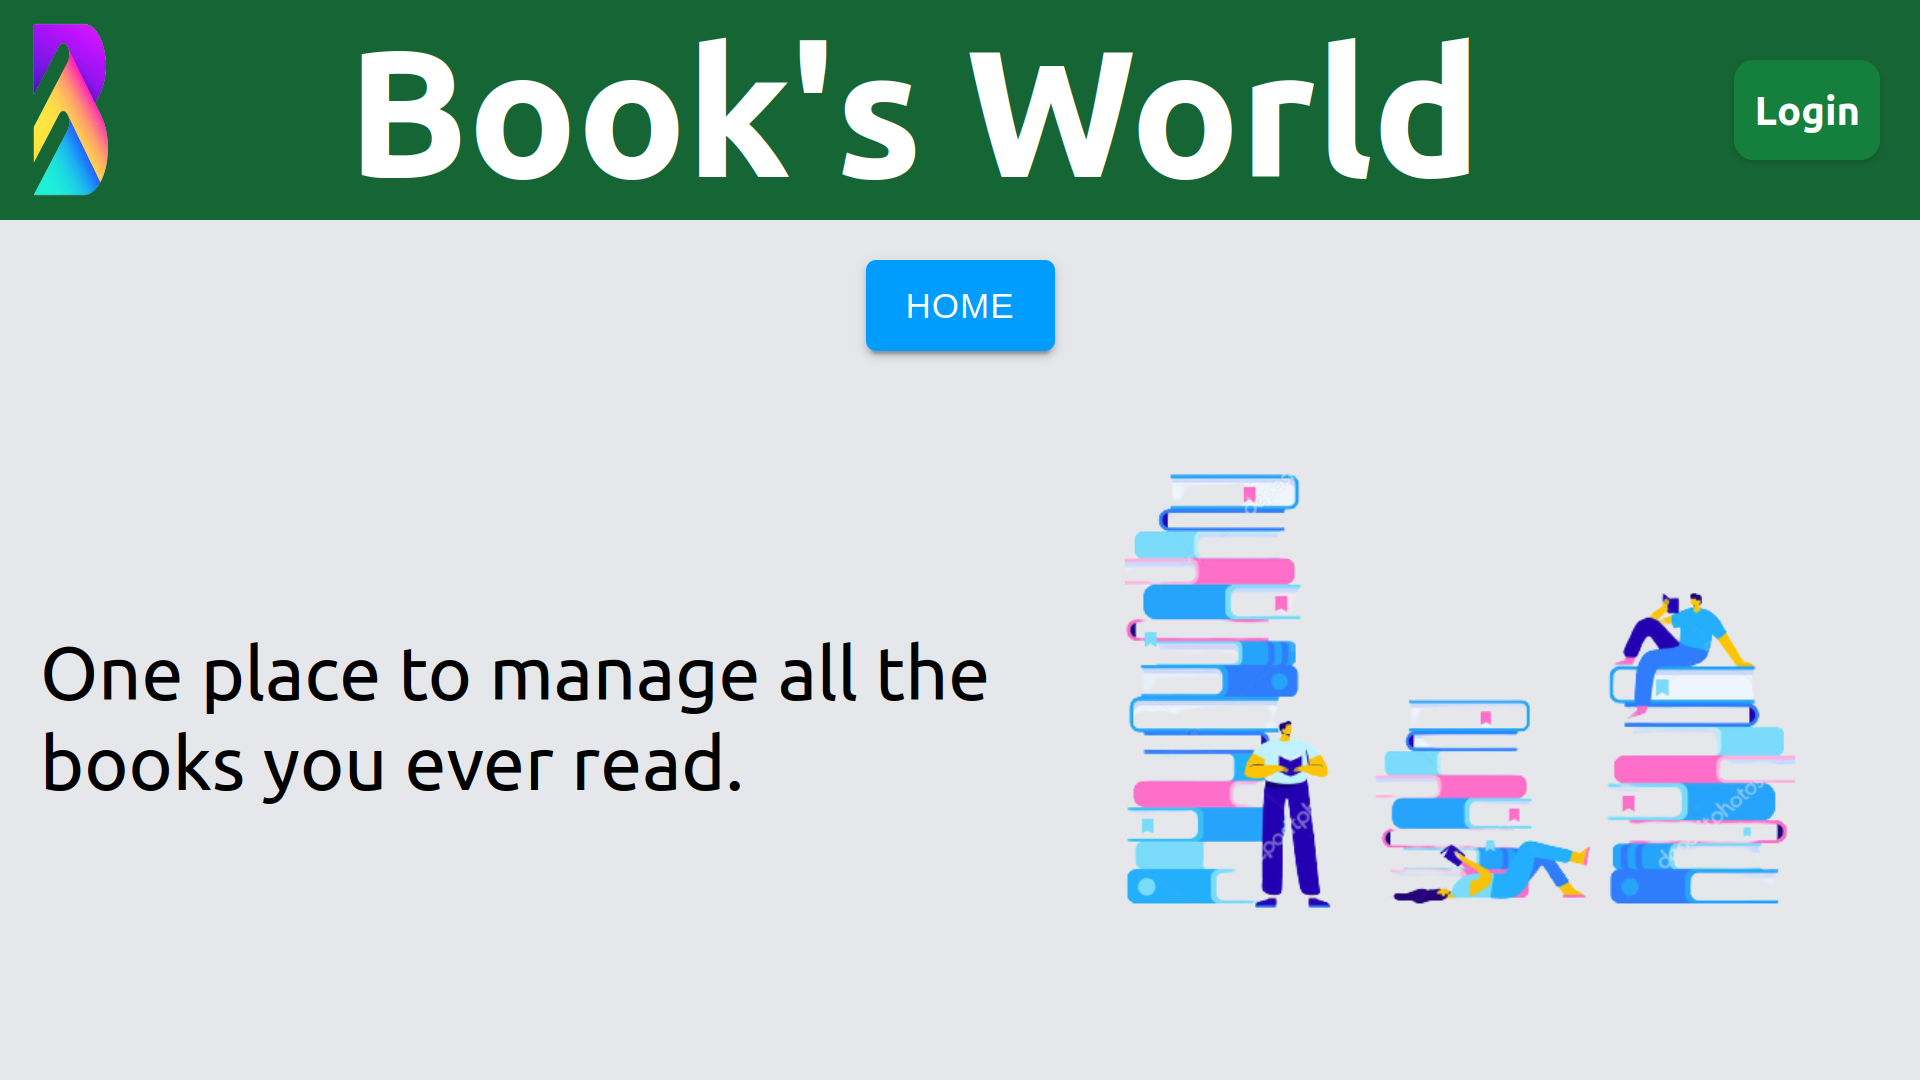 Book's World
Login
HOME
One place to manage all the
books you ever read.